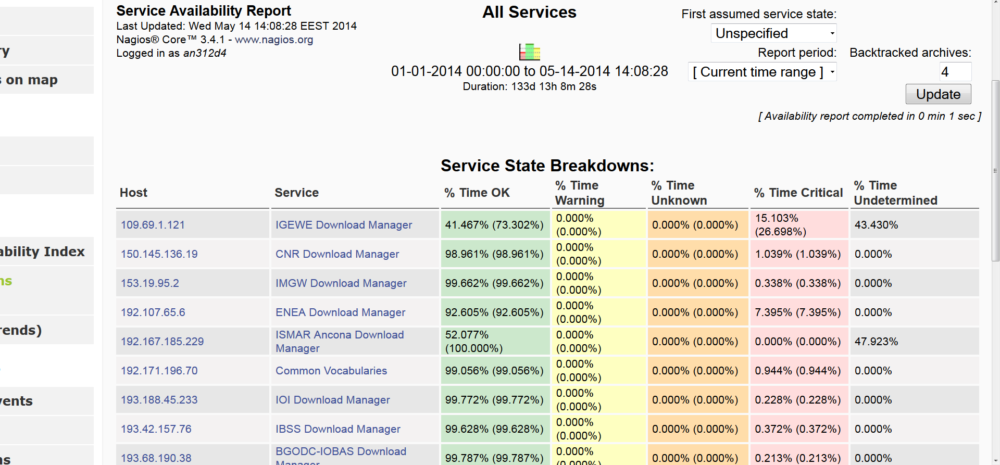 Service Availability Report
Last Updated: Wed May 14 14:08:28 EEST 2014
Nagios® Core™ 3.4.1 - www.nagios.org
Logged in as an312d4
All Services
01-01-2014 00:00:00 to 05-14-2014 14:08:28
Duration: 133d 13h 8m 28s
First assumed service state:
Unspecified
Report period: Backtracked archives:
[ Current time range ] 4
Update
[ Availability report completed in 0 min 1 sec ]
ry
s on map
ability Index
ns
rends)
vents
ns
Service State Breakdowns:
Host Service % Time OK % Time Warning % Time Unknown % Time Critical % Time Undetermined
109.69.1.121 IGEWE Download Manager 41.467% (73.302%) 0.000% (0.000%) 0.000% (0.000%) 15.103% (26.698%) 43.430%
150.145.136.19 CNR Download Manager 98.961% (98.961%) 0.000% (0.000%) 0.000% (0.000%) 1.039% (1.039%) 0.000%
153.19.95.2 IMGW Download Manager 99.662% (99.662%) 0.000% (0.000%) 0.000% (0.000%) 0.338% (0.338%) 0.000%
192.107.65.6 ENEA Download Manager 92.605% (92.605%) 0.000% (0.000%) 0.000% (0.000%) 7.395% (7.395%) 0.000%
192.167.185.229 ISMAR Ancona Download Manager 52.077% (100.000%) 0.000% (0.000%) 0.000% (0.000%) 0.000% (0.000%) 47.923%
192.171.196.70 Common Vocabularies 99.056% (99.056%) 0.000% (0.000%) 0.000% (0.000%) 0.944% (0.944%) 0.000%
193.188.45.233 IOI Download Manager 99.772% (99.772%) 0.000% (0.000%) 0.000% (0.000%) 0.228% (0.228%) 0.000%
193.42.157.76 IBSS Download Manager 99.628% (99.628%) 0.000% (0.000%) 0.000% (0.000%) 0.372% (0.372%) 0.000%
193.68.190.38 BGODC-IOBAS Download Manager 99.787% (99.787%) 0.000% (0.000%) 0.000% (0.000%) 0.213% (0.213%) 0.000%